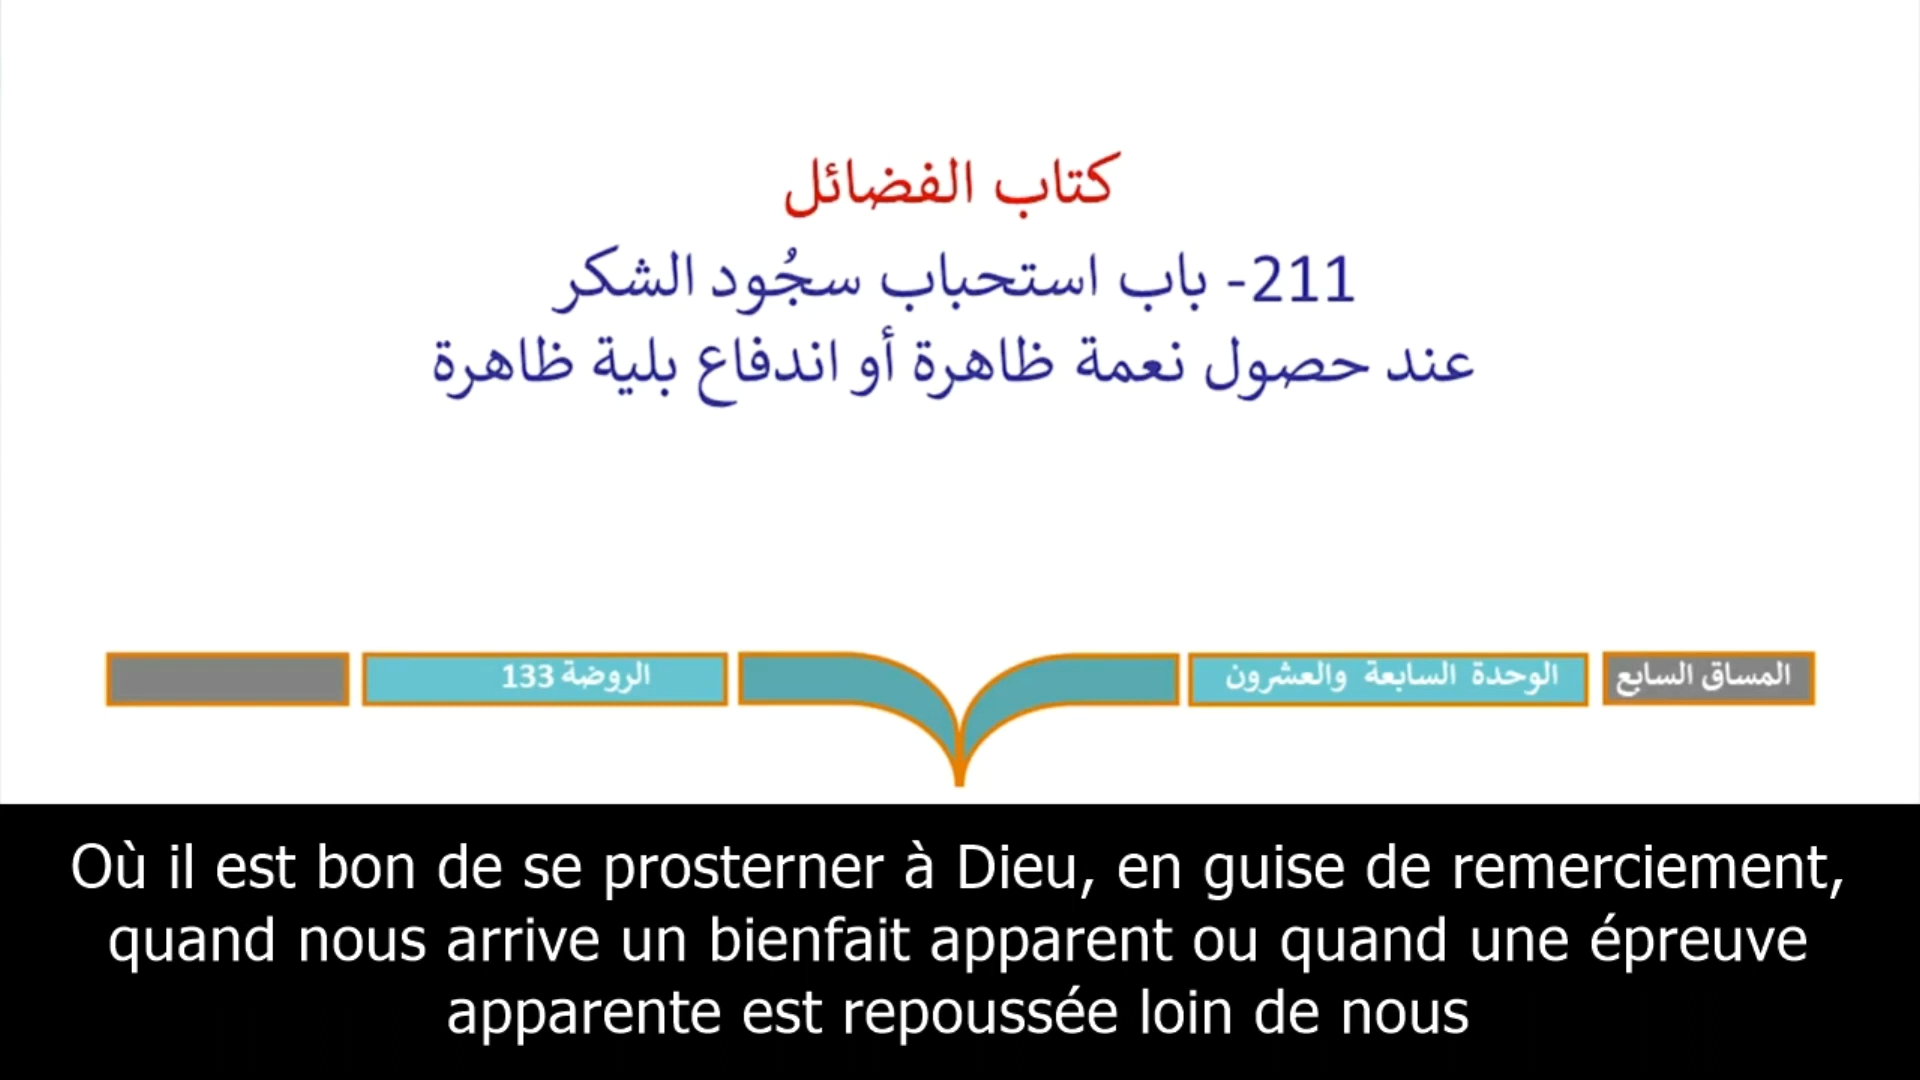 كتاب الفضائل
211- باب استحباب سجُود الشكر
عند حصول نعمة ظاهرة أو اندفاع بلية ظاهرة
المساق السابع
الوحدة السابعة والعشرون
الروضة 133
Où il est bon de se prosterner à Dieu, en guise de remerciement,
quand nous arrive un bienfait apparent ou quand une épreuve
apparente est repoussée loin de nous